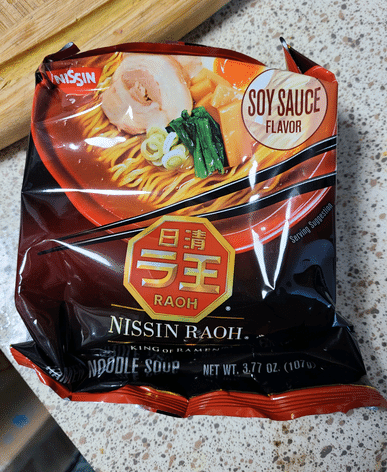 NISSIN
SOY SAUCE
FLAVOR
Serving Suggestion
日清
ラ王
RAOH
®
NISSIN RAOH®
KING OF RAMEN
NOODLE SOUP NET WT. 3.77 OZ. (107g)